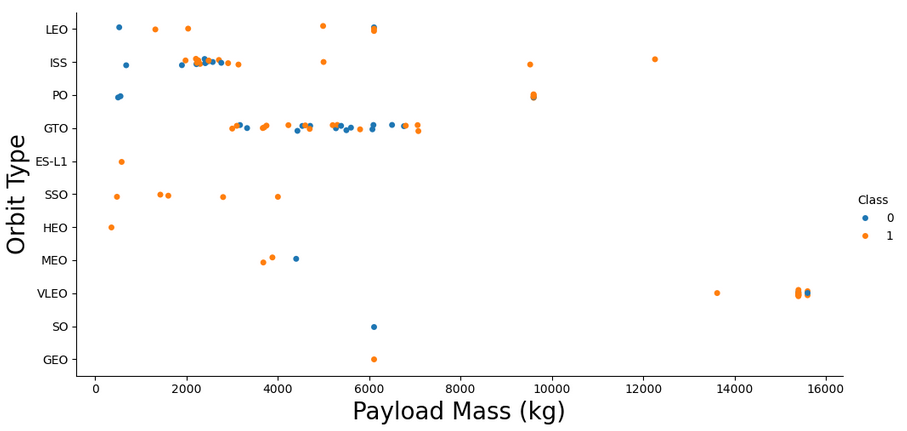 Orbit Type
LEO
ISS
PO
GTO
ES-L1
SSO
HEO
MEO
VLEO
SO
GEO
0 2000 4000 6000 8000 10000 12000 14000 16000
Payload Mass (kg)
Class
0
1